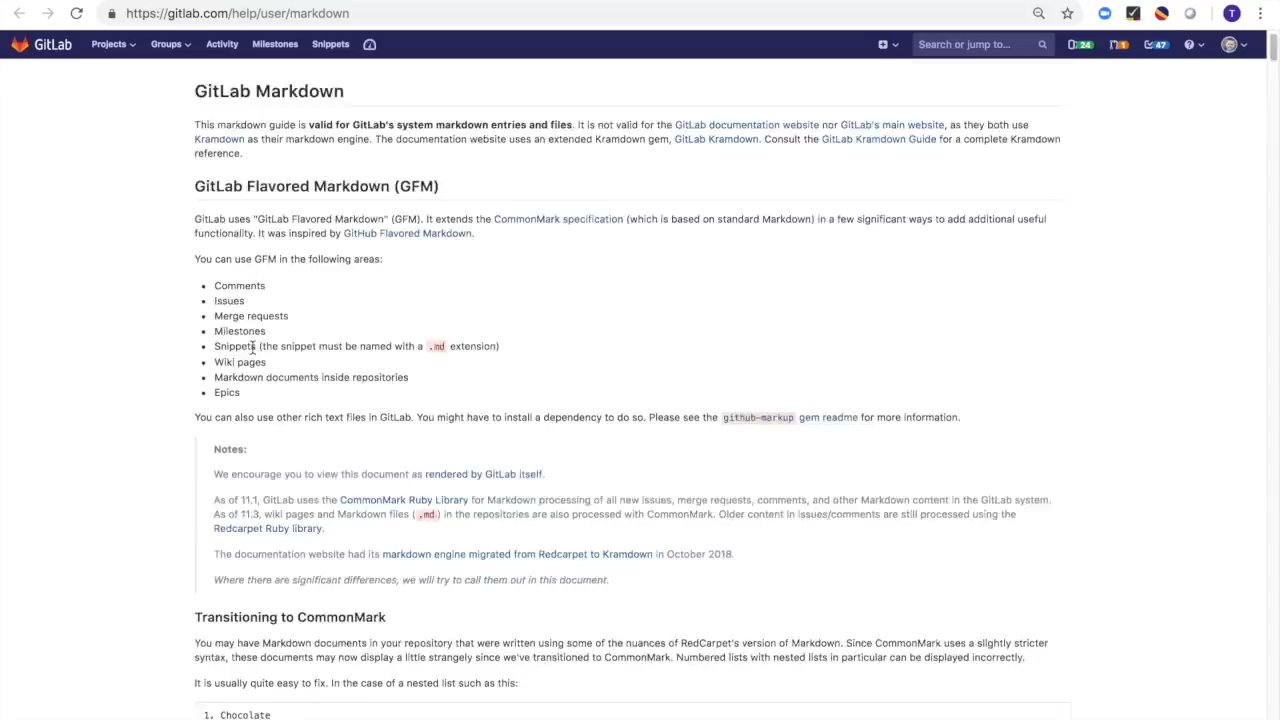 https://gitlab.com/help/user/markdown
T
GitLab Projects Groups Activity Milestones Snippets Search or jump to... 24 1 47
GitLab Markdown
This markdown guide is valid for GitLab's system markdown entries and files. It is not valid for the GitLab documentation website nor GitLab's main website, as they both use
Kramdown as their markdown engine. The documentation website uses an extended Kramdown gem, GitLab Kramdown. Consult the GitLab Kramdown Guide for a complete Kramdown
reference.
GitLab Flavored Markdown (GFM)
GitLab uses "GitLab Flavored Markdown" (GFM). It extends the CommonMark specification (which is based on standard Markdown) in a few significant ways to add additional useful
functionality. It was inspired by GitHub Flavored Markdown.
You can use GFM in the following areas:
• Comments
• Issues
• Merge requests
• Milestones
• Snippets (the snippet must be named with a .md extension)
• Wiki pages
• Markdown documents inside repositories
• Epics
You can also use other rich text files in GitLab. You might have to install a dependency to do so. Please see the github-markup gem readme for more information.
Notes:
We encourage you to view this document as rendered by GitLab itself.
As of 11.1, GitLab uses the CommonMark Ruby Library for Markdown processing of all new issues, merge requests, comments, and other Markdown content in the GitLab system.
As of 11.3, wiki pages and Markdown files (.md) in the repositories are also processed with CommonMark. Older content in issues/comments are still processed using the
Redcarpet Ruby library.
The documentation website had its markdown engine migrated from Redcarpet to Kramdown in October 2018.
Where there are significant differences, we will try to call them out in this document.
Transitioning to CommonMark
You may have Markdown documents in your repository that were written using some of the nuances of RedCarpet's version of Markdown. Since CommonMark uses a slightly stricter
syntax, these documents may now display a little strangely since we've transitioned to CommonMark. Numbered lists with nested lists in particular can be displayed incorrectly.
It is usually quite easy to fix. In the case of a nested list such as this:
1. Chocolate